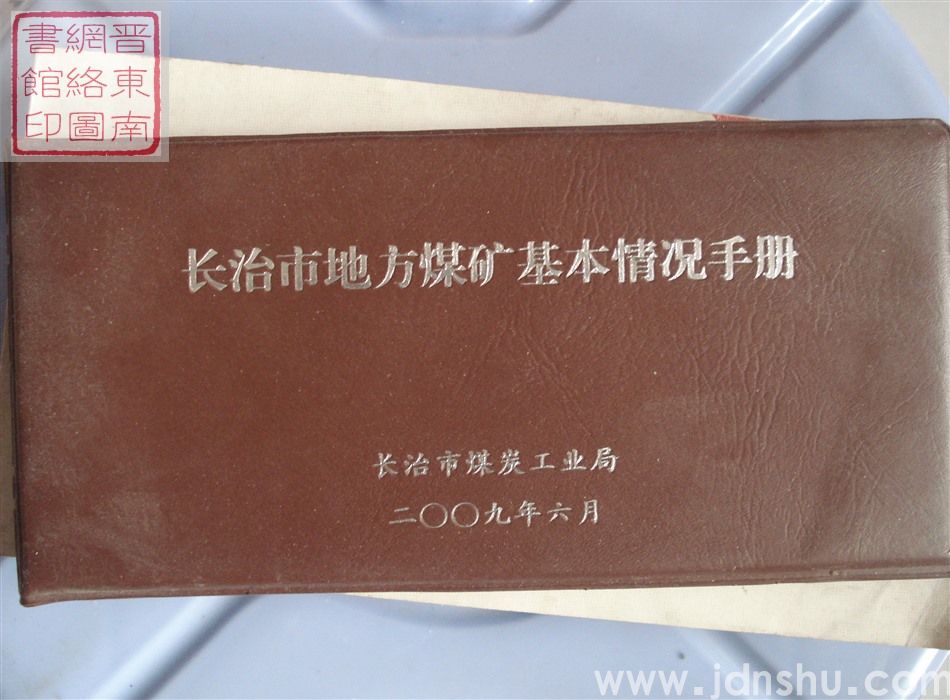 晋東南
網絡圖
書館印
长治市地方煤矿基本情况手册
长治市煤炭工业局
二〇〇九年六月
www.jdnshu.com